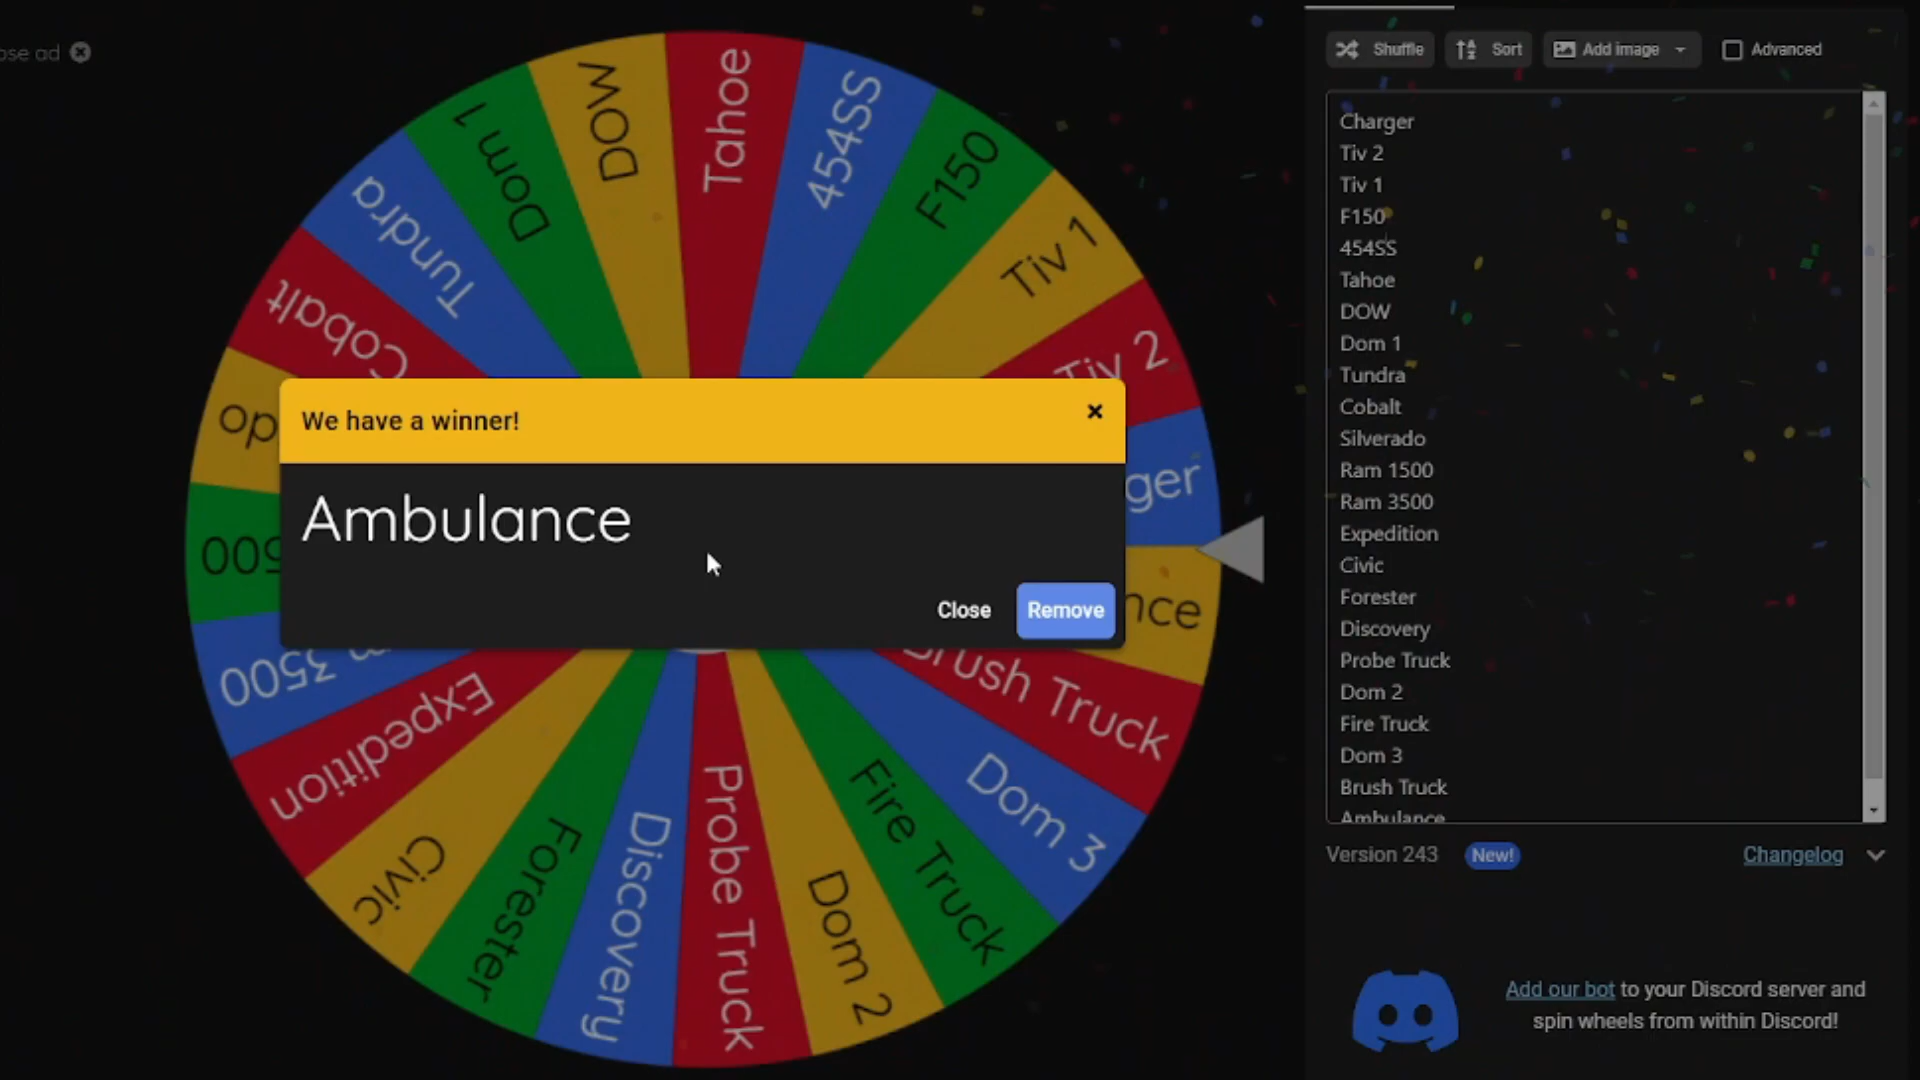 ose ad
Shuffle
Sort
Add image
Advanced
Tahoe
454SS
F150
Tiv 1
Tiv 2
ger
nce
Brush Truck
Dom 3
Fire Truck
Dom 2
Probe Truck
Discovery
Forester
Civic
Expedition
3500
500
do
Cobalt
Tundra
Dom 1
DOW
We have a winner!
Ambulance
Close
Remove
Charger
Tiv 2
Tiv 1
F150
454SS
Tahoe
DOW
Dom 1
Tundra
Cobalt
Silverado
Ram 1500
Ram 3500
Expedition
Civic
Forester
Discovery
Probe Truck
Dom 2
Fire Truck
Dom 3
Brush Truck
Ambulance
Version 243
New!
Changelog
Add our bot to your Discord server and
spin wheels from within Discord!